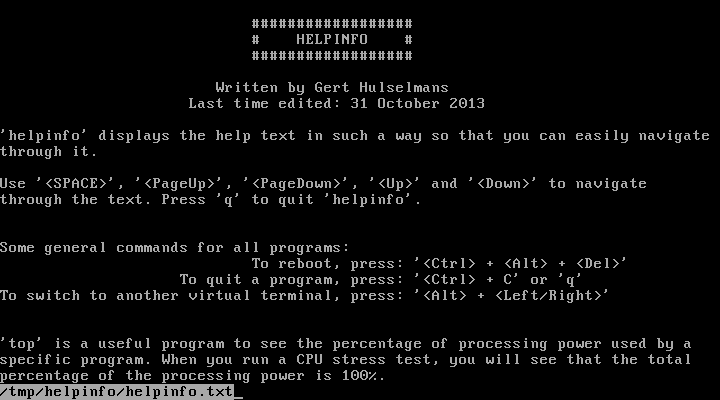 ##################
#    HELPINFO    #
##################
Written by Gert Hulselmans
Last time edited: 31 October 2013
'helpinfo' displays the help text in such a way so that you can easily navigate
through it.
Use '<SPACE>', '<PageUp>', '<PageDown>', '<Up>' and '<Down>' to navigate
through the text. Press 'q' to quit 'helpinfo'.
Some general commands for all programs:
To reboot, press: '<Ctrl> + <Alt> + <Del>'
To quit a program, press: '<Ctrl> + C' or 'q'
To switch to another virtual terminal, press: '<Alt> + <Left/Right>'
'top' is a useful program to see the percentage of processing power used by a
specific program. When you run a CPU stress test, you will see that the total
percentage of the processing power is 100%.
/tmp/helpinfo/helpinfo.txt